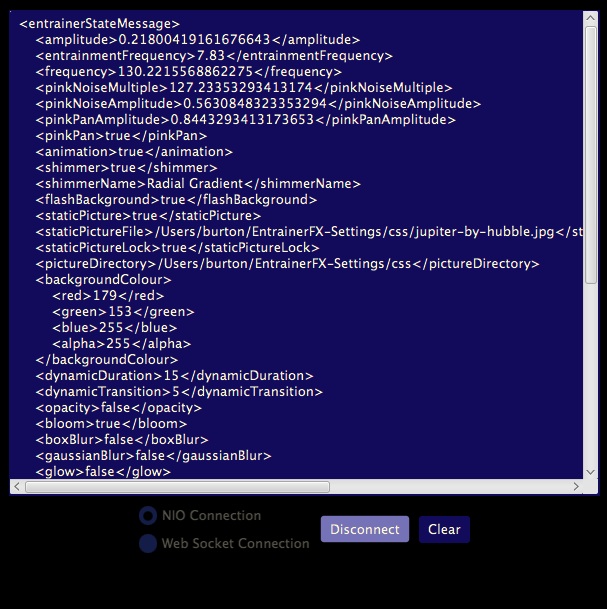 <entrainerStateMessage>
<amplitude>0.21800419161676643</amplitude>
<entrainmentFrequency>7.83</entrainmentFrequency>
<frequency>130.2215568862275</frequency>
<pinkNoiseMultiple>127.23353293413174</pinkNoiseMultiple>
<pinkNoiseAmplitude>0.5630848323353294</pinkNoiseAmplitude>
<pinkPanAmplitude>0.8443293413173653</pinkPanAmplitude>
<pinkPan>true</pinkPan>
<animation>true</animation>
<shimmer>true</shimmer>
<shimmerName>Radial Gradient</shimmerName>
<flashBackground>true</flashBackground>
<staticPicture>true</staticPicture>
<staticPictureFile>/Users/burton/EntrainerFX-Settings/css/jupiter-by-hubble.jpg</st
<staticPictureLock>true</staticPictureLock>
<pictureDirectory>/Users/burton/EntrainerFX-Settings/css</pictureDirectory>
<backgroundColour>
<red>179</red>
<green>153</green>
<blue>255</blue>
<alpha>255</alpha>
</backgroundColour>
<dynamicDuration>15</dynamicDuration>
<dynamicTransition>5</dynamicTransition>
<opacity>false</opacity>
<bloom>true</bloom>
<boxBlur>false</boxBlur>
<gaussianBlur>false</gaussianBlur>
<glow>false</glow>
NIO Connection
Web Socket Connection
Disconnect
Clear